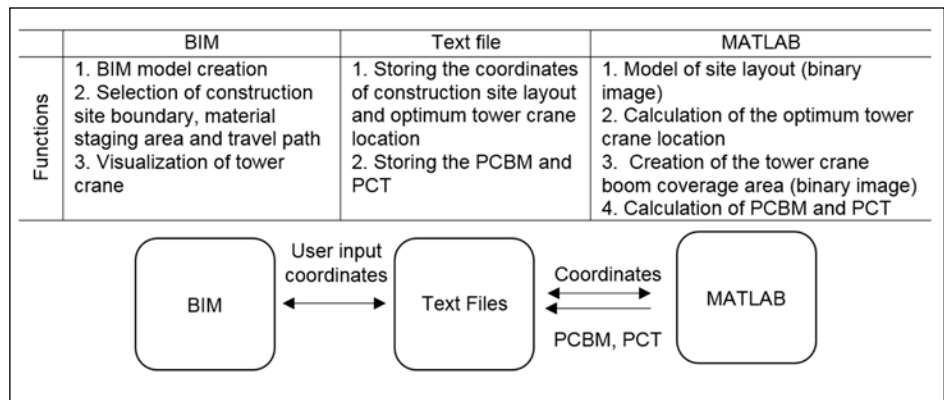 BIM
Text file
MATLAB
Functions
1. BIM model creation
2. Selection of construction
site boundary, material
staging area and travel path
3. Visualization of tower
crane
1. Storing the coordinates
of construction site layout
and optimum tower crane
location
2. Storing the PCBM and
PCT
1. Model of site layout (binary
image)
2. Calculation of the optimum tower
crane location
3. Creation of the tower crane
boom coverage area (binary image)
4. Calculation of PCBM and PCT
BIM
User input
coordinates
Text Files
Coordinates
PCBM, PCT
MATLAB